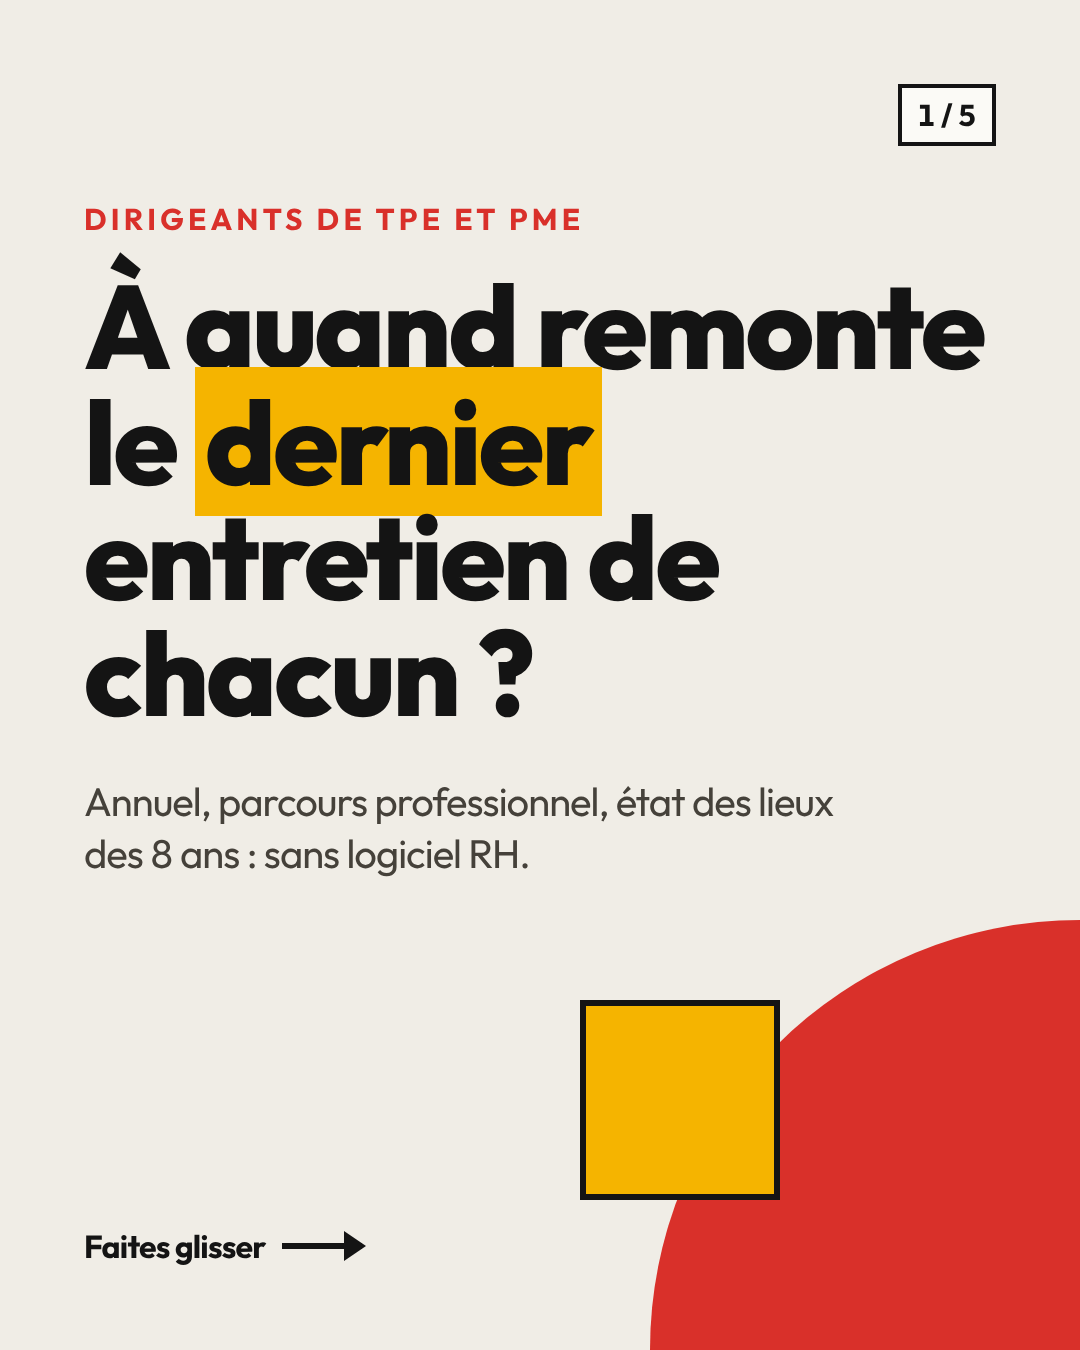 1/5
DIRIGEANTS DE TPE ET PME
À quand remonte
le dernier
entretien de
chacun ?
Annuel, parcours professionnel, état des lieux
des 8 ans : sans logiciel RH.
Faites glisser